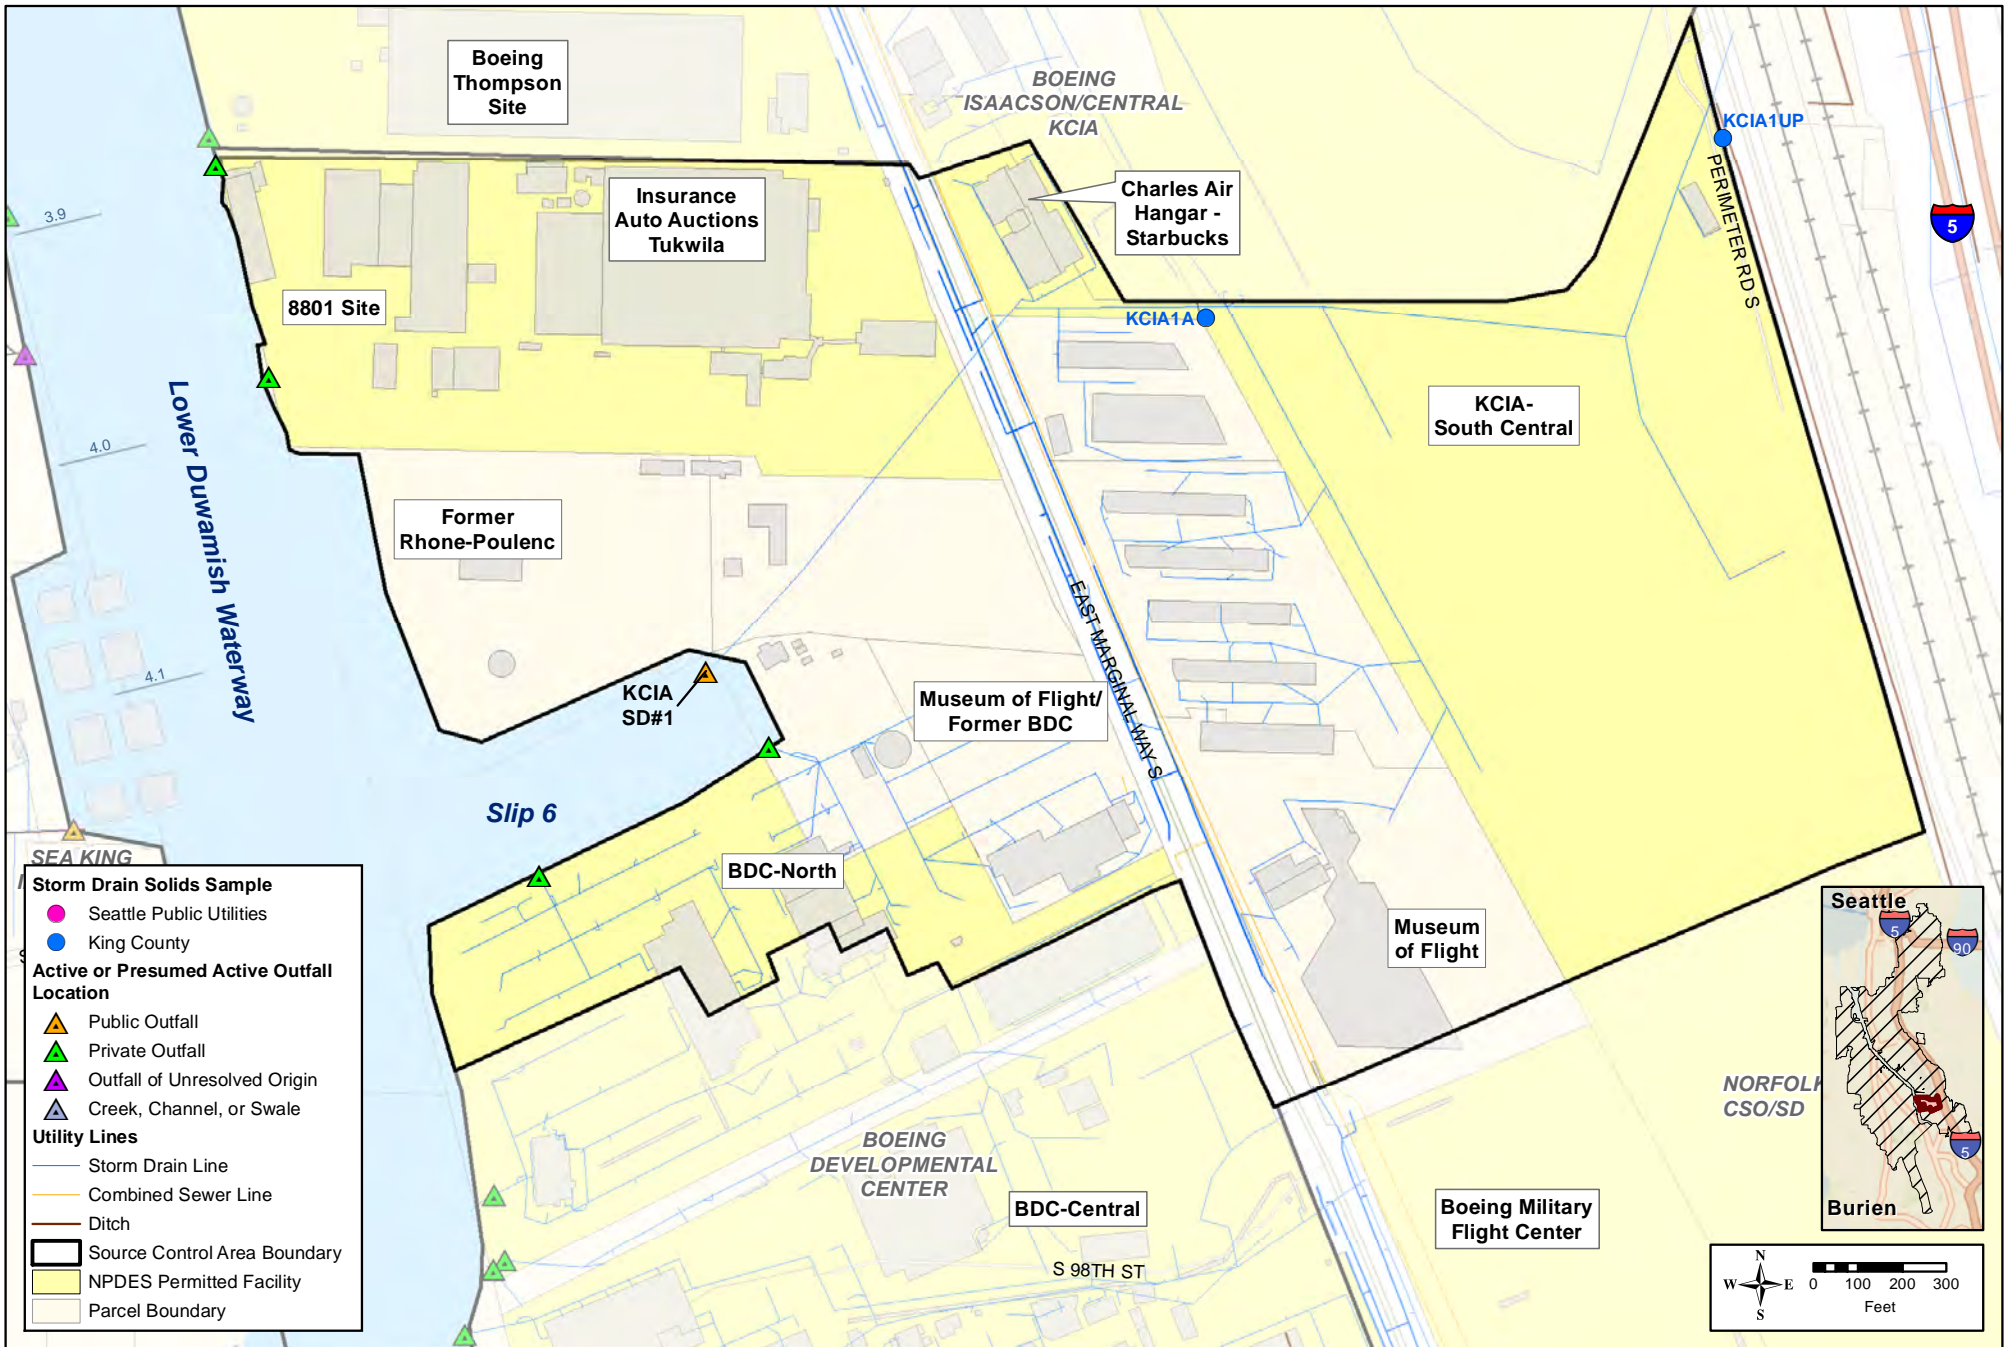 Boeing
Thompson
Site
BOEING
ISAACSON/CENTRAL
KCIA
KCIA1UP
PERIMETER RD S
5
Insurance
Auto Auctions
Tukwila
Charles Air
Hangar -
Starbucks
3.9
8801 Site
KCIA1A
KCIA-
South Central
4.0
Lower Duwamish Waterway
Former
Rhone-Poulenc
EAST MARGINAL WAY S
4.1
KCIA
SD#1
Museum of Flight/
Former BDC
Slip 6
SEA KING
BDC-North
Museum
of Flight
NORFOLK
CSO/SD
BOEING
DEVELOPMENTAL
CENTER
BDC-Central
Boeing Military
Flight Center
S 98TH ST
Storm Drain Solids Sample
Seattle Public Utilities
King County
Active or Presumed Active Outfall
Location
Public Outfall
Private Outfall
Outfall of Unresolved Origin
Creek, Channel, or Swale
Utility Lines
Storm Drain Line
Combined Sewer Line
Ditch
Source Control Area Boundary
NPDES Permitted Facility
Parcel Boundary
Seattle
5
90
5
Burien
N
W E
S
0 100 200 300
Feet